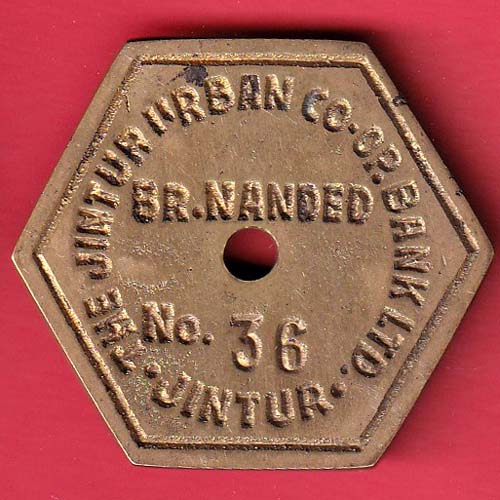 THE JINTUR URBAN CO-OP. BANK LTD.
BR. NANDED
No. 36
·JINTUR·